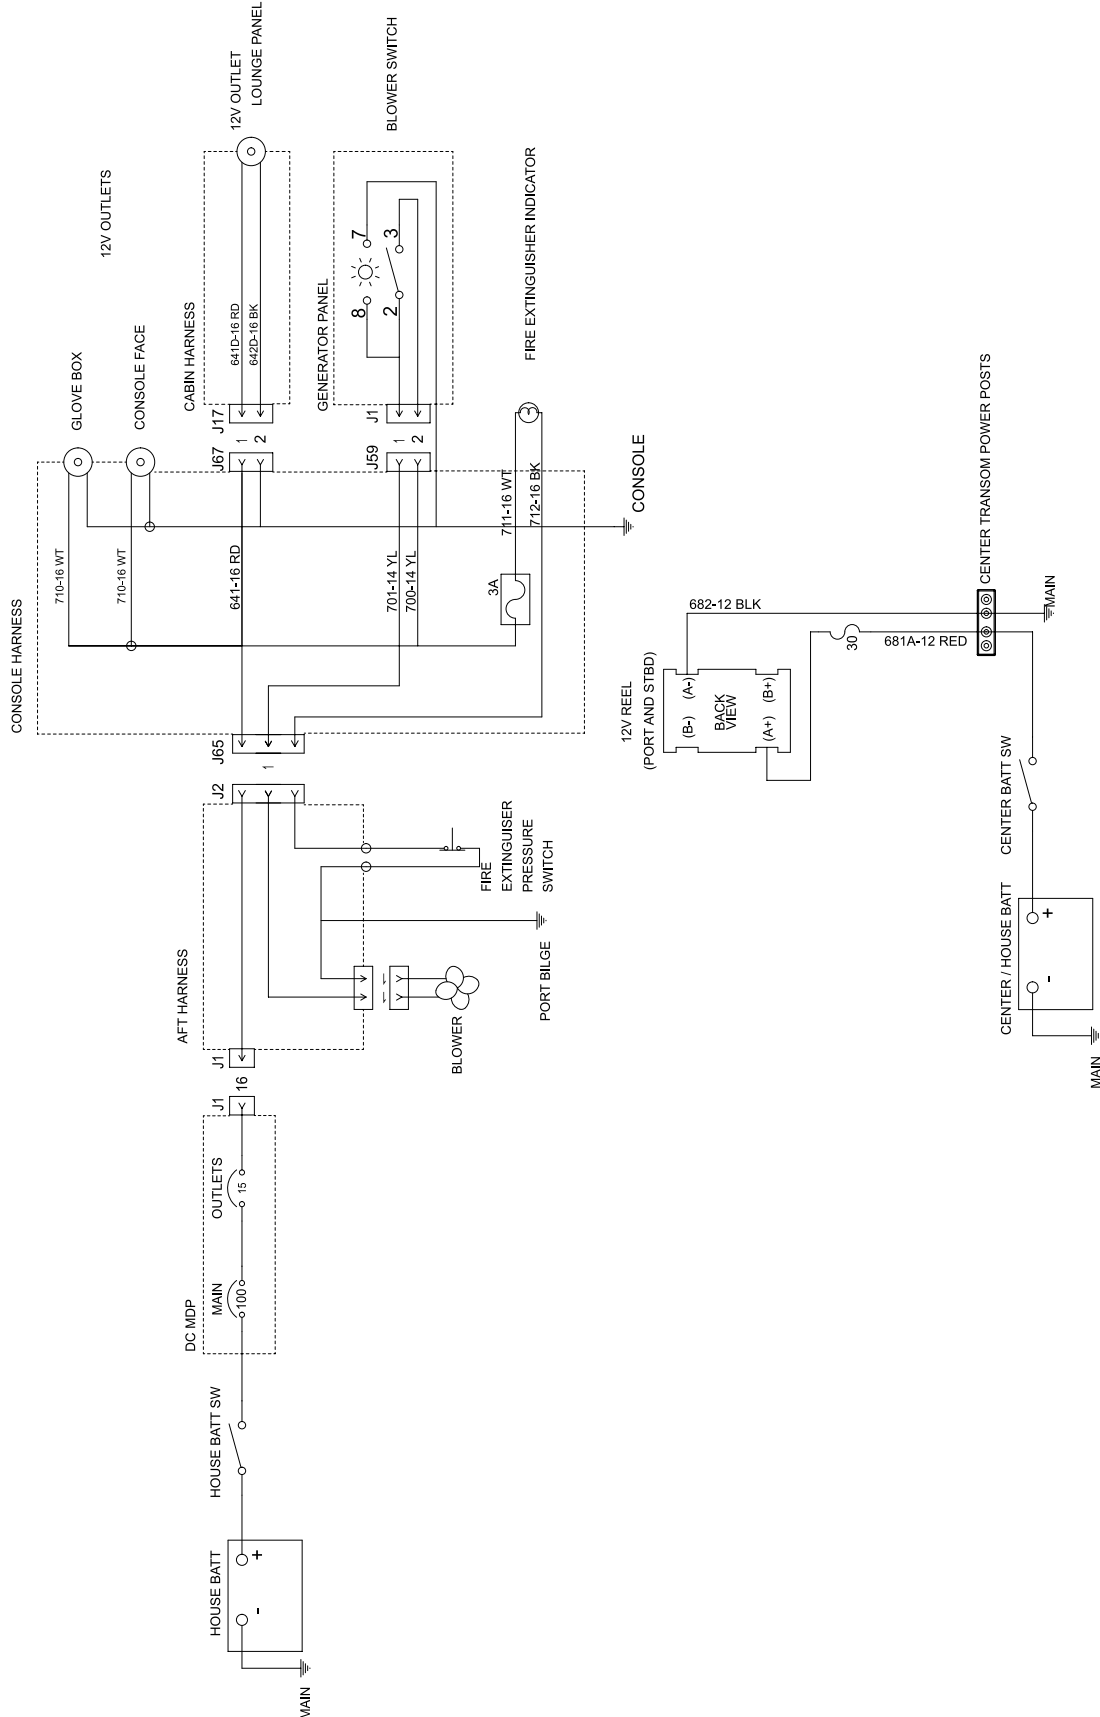 12V OUTLETS
GLOVE BOX
CONSOLE FACE
12V OUTLET
LOUNGE PANEL
BLOWER SWITCH
FIRE EXTINGUISHER INDICATOR
CABIN HARNESS
641D-16 RD
642D-16 BK
GENERATOR PANEL
7
8
3
2
J17
1
2
J67
J1
1
2
J59
CONSOLE HARNESS
710-16 WT
710-16 WT
641-16 RD
701-14 YL
700-14 YL
3A
711-16 WT
712-16 BK
CONSOLE
J65
1
J2
AFT HARNESS
FIRE
EXTINGUISER
PRESSURE
SWITCH
PORT BILGE
BLOWER
J1
16
J1
DC MDP
OUTLETS
15
MAIN
100
HOUSE BATT SW
HOUSE BATT
+
-
MAIN
12V REEL
(PORT AND STBD)
(B-)
(A-)
BACK
VIEW
(A+)
(B+)
682-12 BLK
30
681A-12 RED
CENTER TRANSOM POWER POSTS
MAIN
CENTER BATT SW
CENTER / HOUSE BATT
+
-
MAIN